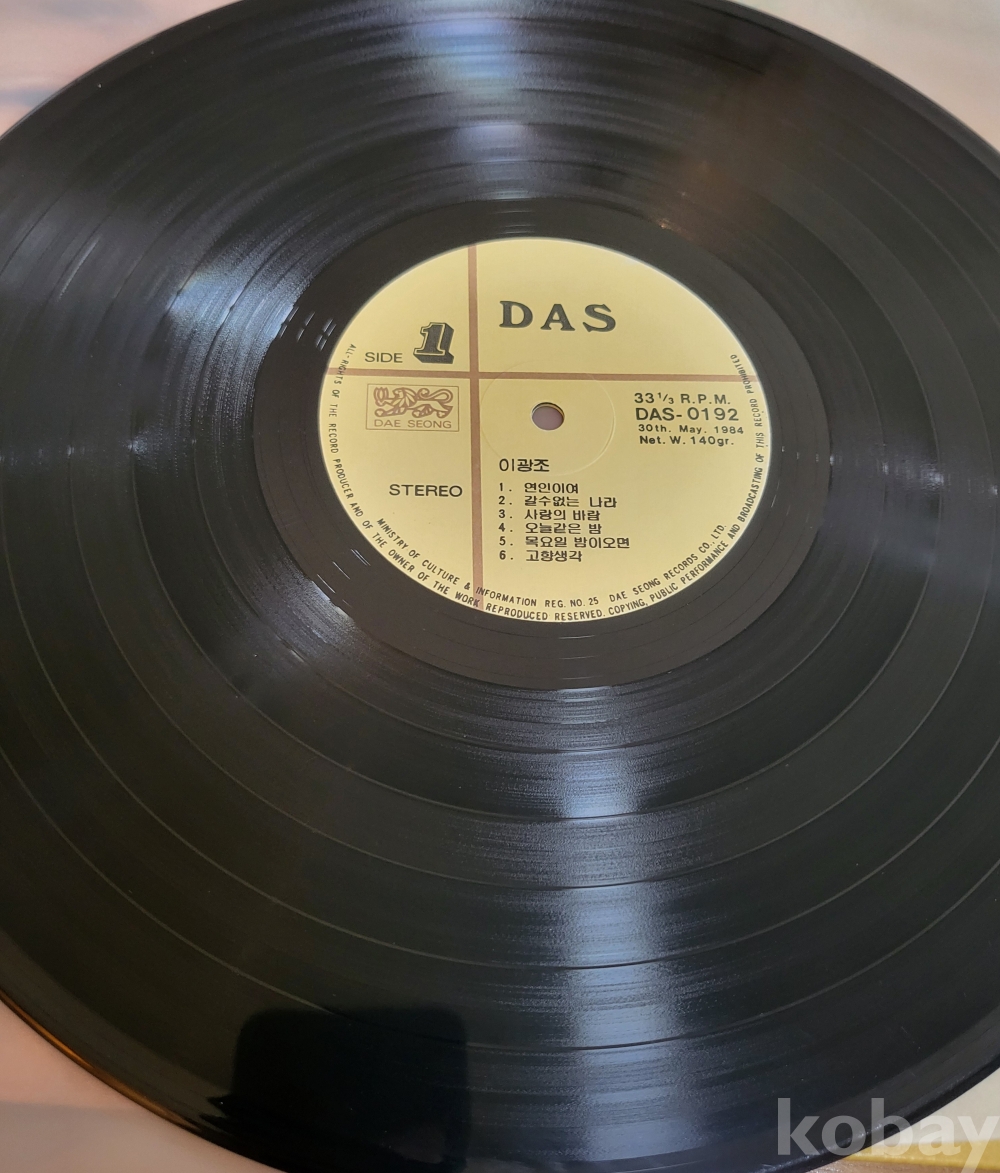 DAS
SIDE 1
DAE SEONG
33 1/3 R.P.M.
DAS-0192
30th. May. 1984
Net. W. 140gr.
STEREO
이광조
1. 연인이여
2. 갈수없는 나라
3. 사랑의 바람
4. 오늘같은 밤
5. 목요일 밤이오면
6. 고향생각
MINISTRY OF CULTURE & INFORMATION REG. NO. 25 DAE SEONG RECORDS CO., LTD.
ALL-RIGHTS OF THE RECORD PRODUCER AND OF THE OWNER OF THE WORK REPRODUCED RESERVED. COPYING, PUBLIC PERFORMANCE AND BROADCASTING OF THIS RECORD PROHIBITED
kobay